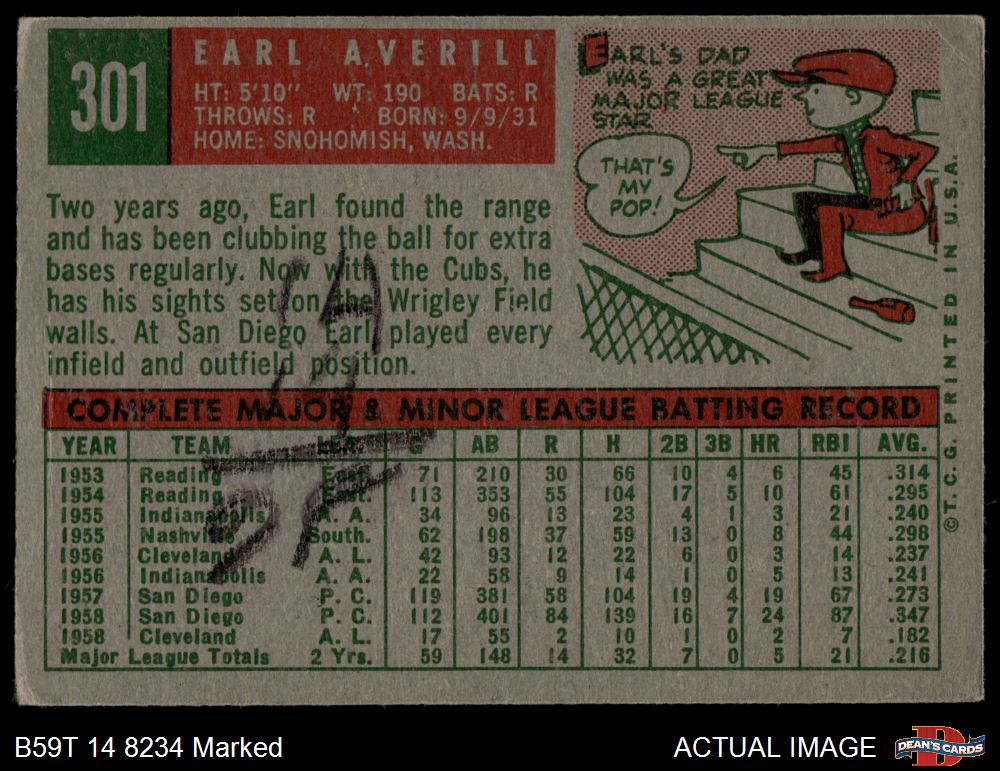 301
EARL AVERILL
HT: 5'10" WT: 190 BATS: R
THROWS: R BORN: 9/9/31
HOME: SNOHOMISH, WASH.
EARL'S DAD
WAS A GREAT
MAJOR LEAGUE
STAR
THAT'S
MY
POP!
Two years ago, Earl found the range
and has been clubbing the ball for extra
bases regularly. Now with the Cubs, he
has his sights set on the Wrigley Field
walls. At San Diego Earl played every
infield and outfield position.
COMPLETE MAJOR & MINOR LEAGUE BATTING RECORD
YEAR TEAM LEA. G AB R H 2B 3B HR RBI AVG.
1953 Reading East. 71 210 30 66 10 4 6 45 .314
1954 Reading East. 113 353 55 104 17 5 10 61 .295
1955 Indianapolis A. A. 34 96 13 23 4 1 3 21 .240
1955 Nashville South. 62 198 37 59 13 0 8 44 .298
1956 Cleveland A. L. 42 93 12 22 6 0 3 14 .237
1956 Indianapolis A. A. 22 58 9 14 1 0 5 13 .241
1957 San Diego P. C. 119 381 58 104 19 4 19 67 .273
1958 San Diego P. C. 112 401 84 139 16 7 24 87 .347
1958 Cleveland A. L. 17 55 2 10 1 0 2 7 .182
Major League Totals 2 Yrs. 59 148 14 32 7 0 5 21 .216
©T. C. G. PRINTED IN U.S.A.
B59T 14 8234 Marked
ACTUAL IMAGE
DEAN'S CARDS